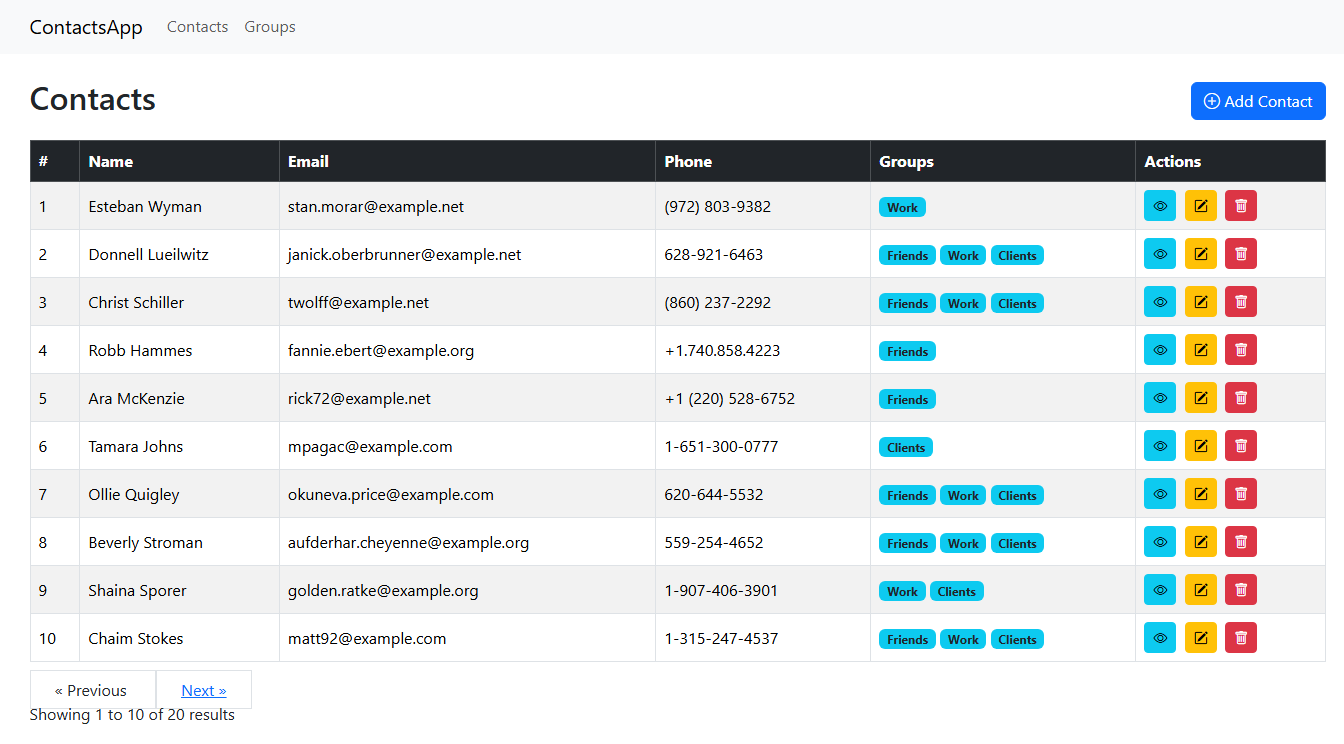 ContactsApp Contacts Groups
Contacts
Add Contact
# Name Email Phone Groups Actions
1 Esteban Wyman stan.morar@example.net (972) 803-9382 Work
2 Donnell Lueilwitz janick.oberbrunner@example.net 628-921-6463 Friends Work Clients
3 Christ Schiller twolff@example.net (860) 237-2292 Friends Work Clients
4 Robb Hammes fannie.ebert@example.org +1.740.858.4223 Friends
5 Ara McKenzie rick72@example.net +1 (220) 528-6752 Friends
6 Tamara Johns mpagac@example.com 1-651-300-0777 Clients
7 Ollie Quigley okuneva.price@example.com 620-644-5532 Friends Work Clients
8 Beverly Stroman aufderhar.cheyenne@example.org 559-254-4652 Friends Work Clients
9 Shaina Sporer golden.ratke@example.org 1-907-406-3901 Work Clients
10 Chaim Stokes matt92@example.com 1-315-247-4537 Friends Work Clients
« Previous Next »
Showing 1 to 10 of 20 results